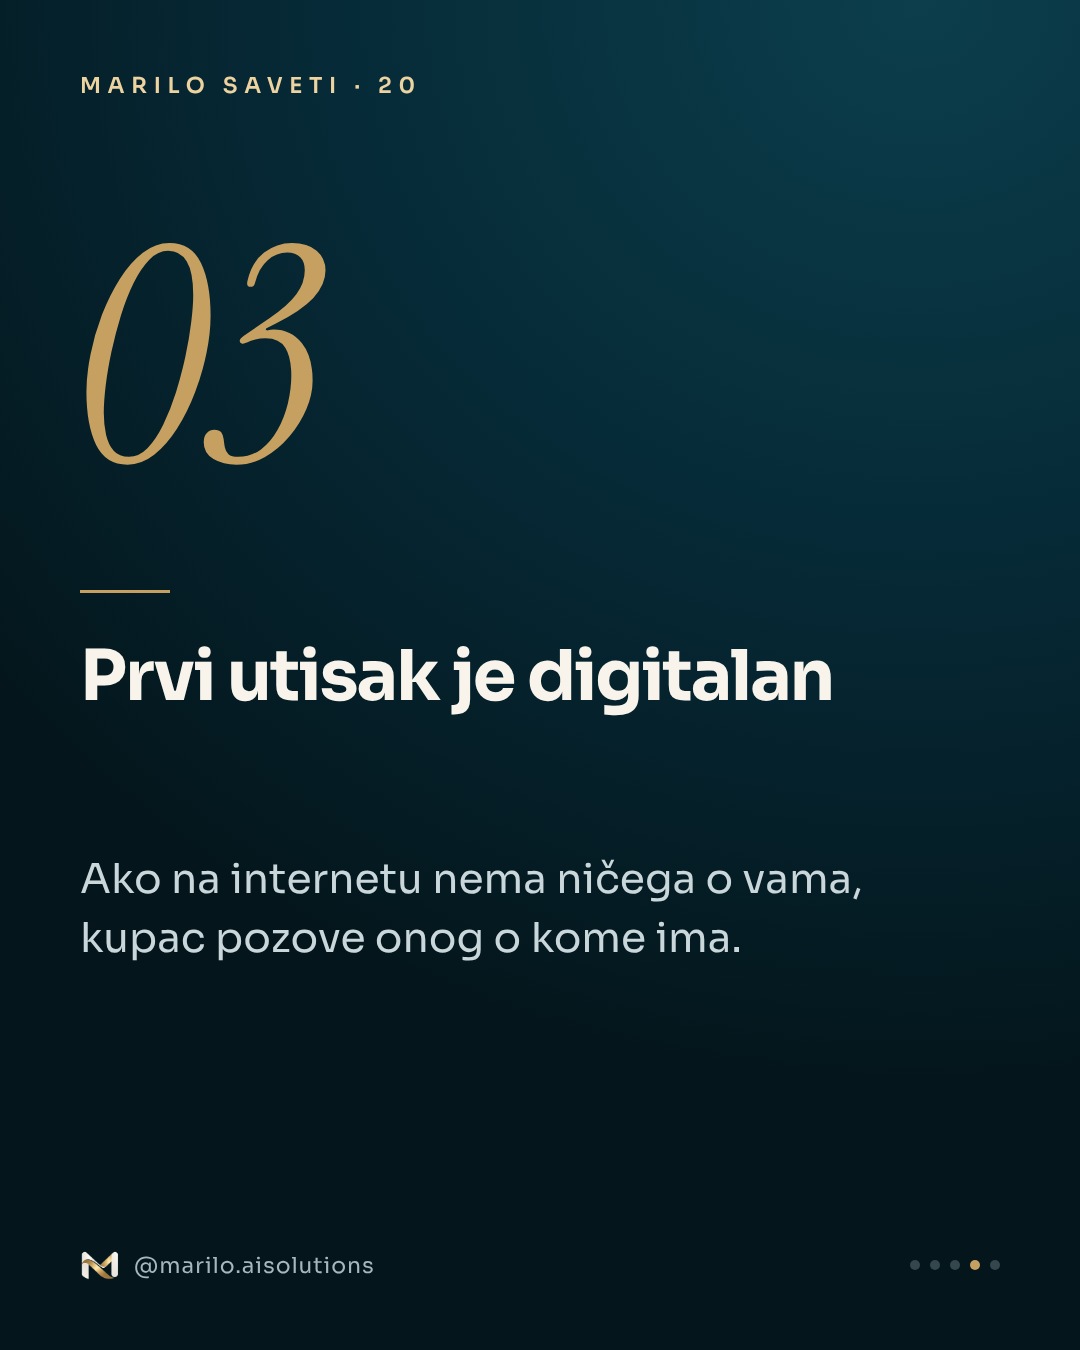 MARILO SAVETI · 20
03
Prvi utisak je digitalan
Ako na internetu nema ničega o vama,
kupac pozove onog o kome ima.
@marilo.aisolutions